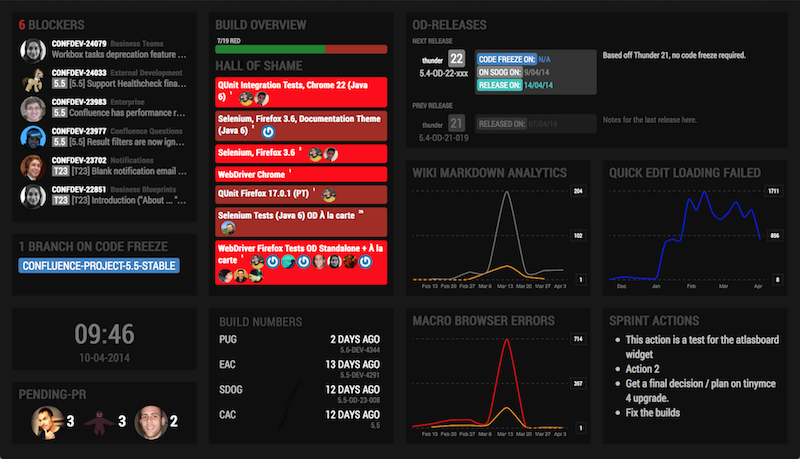 6 BLOCKERS
CONFDEV-24079 Business Teams
Workbox tasks deprecation feature ...
CONFDEV-24033 External Development
5.5 [5.5] Support Healthcheck fina...
CONFDEV-23983 Enterprise
5.5 Confluence has performance r...
CONFDEV-23977 Confluence Questions
5.5 [5.5] Result filters are now ign...
CONFDEV-23702 Notifications
T23 [T23] Blank notification email ...
CONFDEV-22851 Business Blueprints
T23 [T23] Introduction ("About ... "...
1 BRANCH ON CODE FREEZE
CONFLUENCE-PROJECT-5.5-STABLE
09:46
10-04-2014
PENDING-PR
3
3
2
BUILD OVERVIEW
7/19 RED
HALL OF SHAME
QUnit Integration Tests, Chrome 22 (Java
6)
Selenium, Firefox 3.6, Documentation Theme
(Java 6)
Selenium, Firefox 3.6
WebDriver Chrome
QUnit Firefox 17.0.1 (PT)
Selenium Tests (Java 6) OD À la carte
WebDriver Firefox Tests OD Standalone + À la
carte
BUILD NUMBERS
PUG 2 DAYS AGO
5.5-DEV-4344
EAC 13 DAYS AGO
5.5-DEV-4291
SDOG 12 DAYS AGO
5.5-OD-23-008
CAC 12 DAYS AGO
5.5
OD-RELEASES
NEXT RELEASE
thunder 22
5.4-OD-22-xxx
CODE FREEZE ON: N/A
ON SDOG ON: 9/04/14
RELEASE ON: 14/04/14
Based off Thunder 21, no code freeze required.
PREV RELEASE
thunder 21
5.4-OD-21-019
RELEASED ON: 07/04/14
Notes for the last release here.
WIKI MARKDOWN ANALYTICS
204
102
1
Feb 13 Feb 20 Feb 27 Mar 6 Mar 13 Mar 20 Mar 27 Apr 3
QUICK EDIT LOADING FAILED
1711
856
8
Dec Jan Feb Mar Apr
MACRO BROWSER ERRORS
714
357
1
Feb 13 Feb 20 Feb 27 Mar 6 Mar 13 Mar 20 Mar 27 Apr 3
SPRINT ACTIONS
• This action is a test for the atlasboard
widget
• Action 2
• Get a final decision / plan on tinymce
4 upgrade.
• Fix the builds